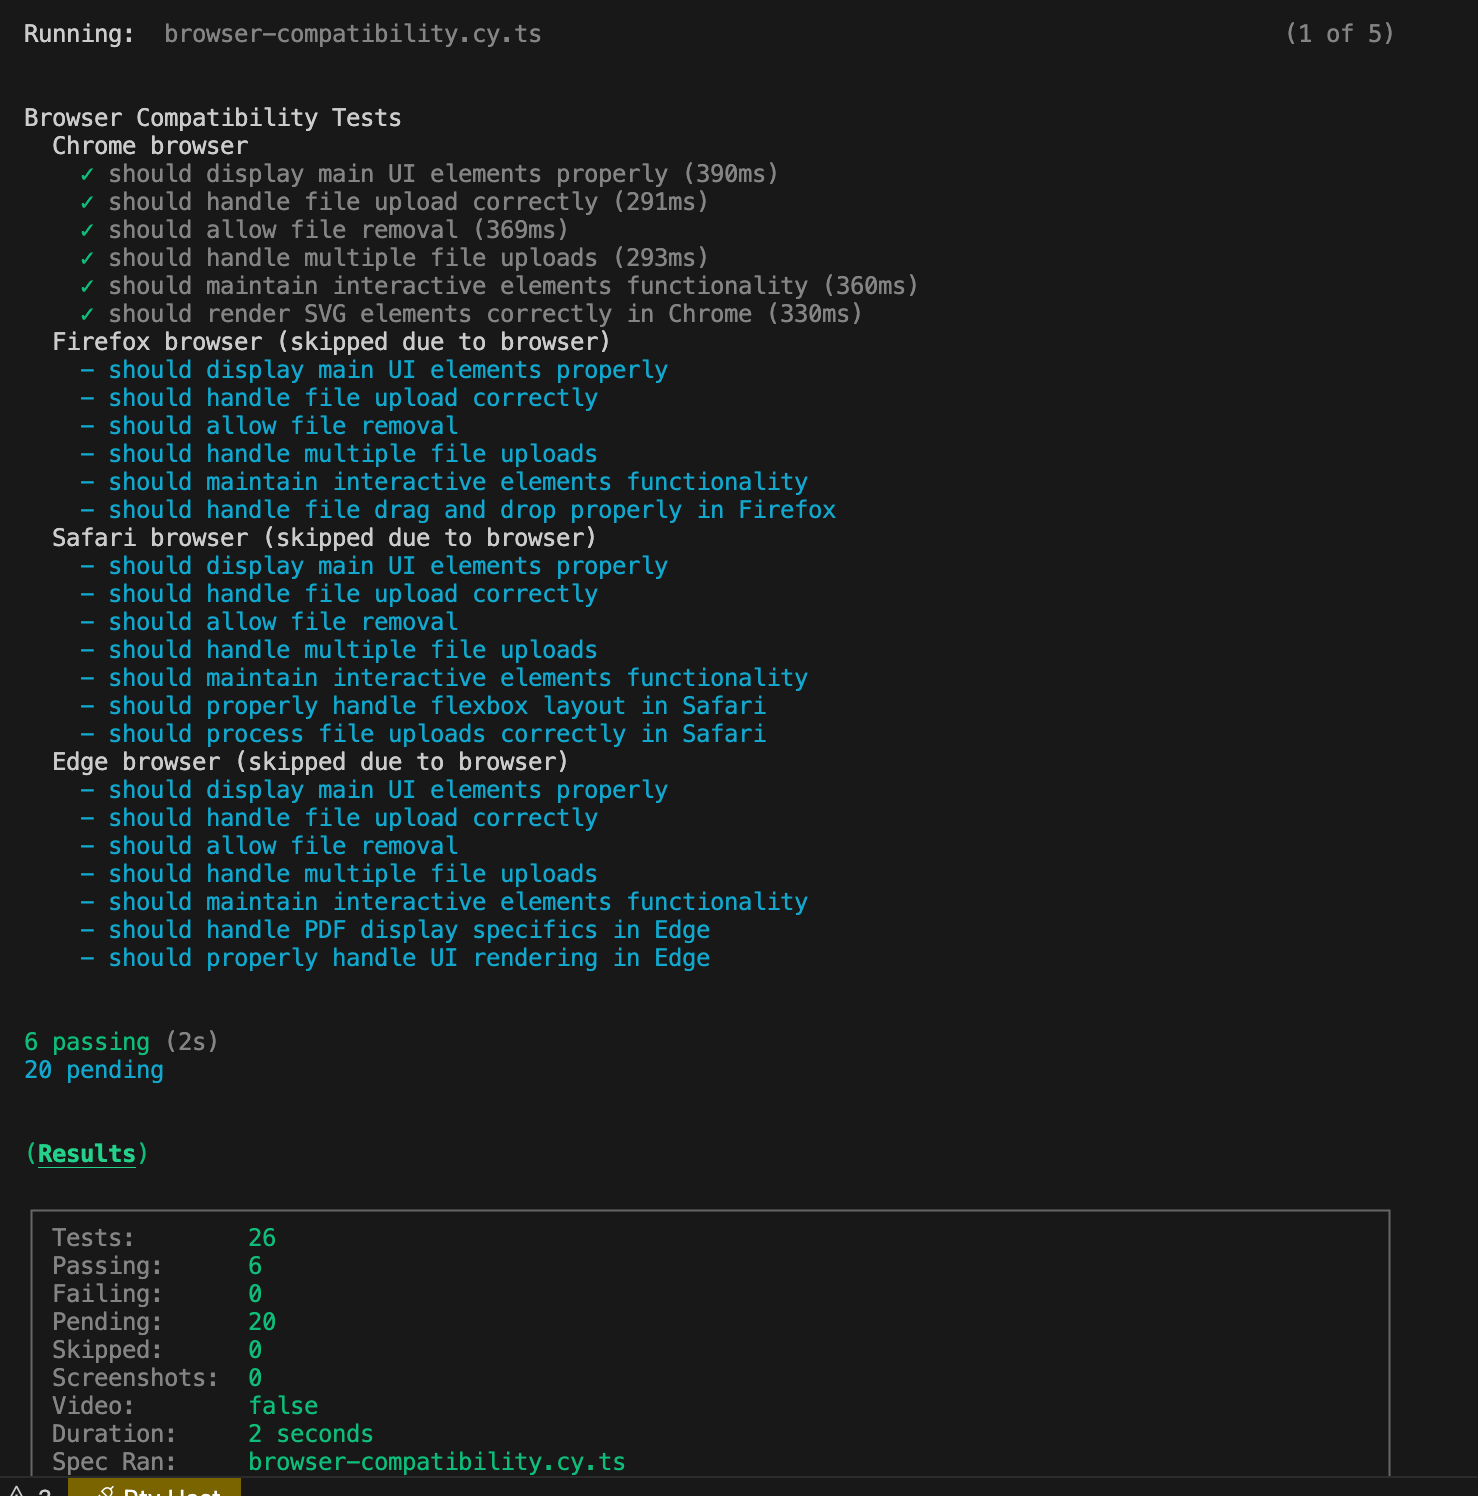 Running:  browser-compatibility.cy.ts (1 of 5)
Browser Compatibility Tests
Chrome browser
✓ should display main UI elements properly (390ms)
✓ should handle file upload correctly (291ms)
✓ should allow file removal (369ms)
✓ should handle multiple file uploads (293ms)
✓ should maintain interactive elements functionality (360ms)
✓ should render SVG elements correctly in Chrome (330ms)
Firefox browser (skipped due to browser)
- should display main UI elements properly
- should handle file upload correctly
- should allow file removal
- should handle multiple file uploads
- should maintain interactive elements functionality
- should handle file drag and drop properly in Firefox
Safari browser (skipped due to browser)
- should display main UI elements properly
- should handle file upload correctly
- should allow file removal
- should handle multiple file uploads
- should maintain interactive elements functionality
- should properly handle flexbox layout in Safari
- should process file uploads correctly in Safari
Edge browser (skipped due to browser)
- should display main UI elements properly
- should handle file upload correctly
- should allow file removal
- should handle multiple file uploads
- should maintain interactive elements functionality
- should handle PDF display specifics in Edge
- should properly handle UI rendering in Edge
6 passing (2s)
20 pending
(Results)
Tests: 26
Passing: 6
Failing: 0
Pending: 20
Skipped: 0
Screenshots: 0
Video: false
Duration: 2 seconds
Spec Ran: browser-compatibility.cy.ts
Pty Host